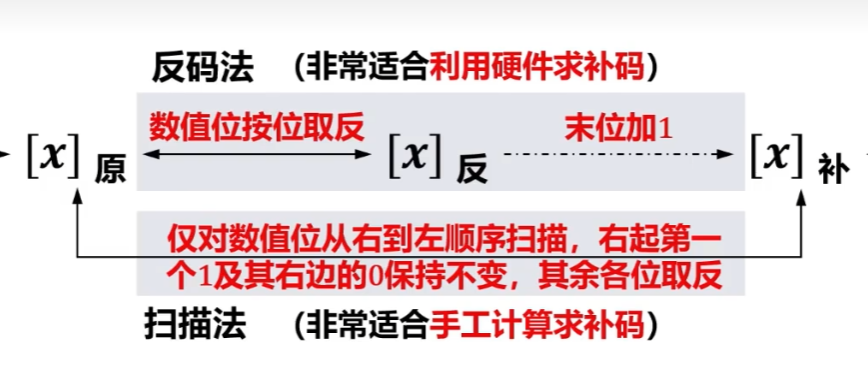 反码法 （非常适合利用硬件求补码）
数值位按位取反 末位加1
[x]原 [x]反 [x]补
仅对数值位从右到左顺序扫描，右起第一
个1及其右边的0保持不变，其余各位取反
扫描法 （非常适合手工计算求补码）